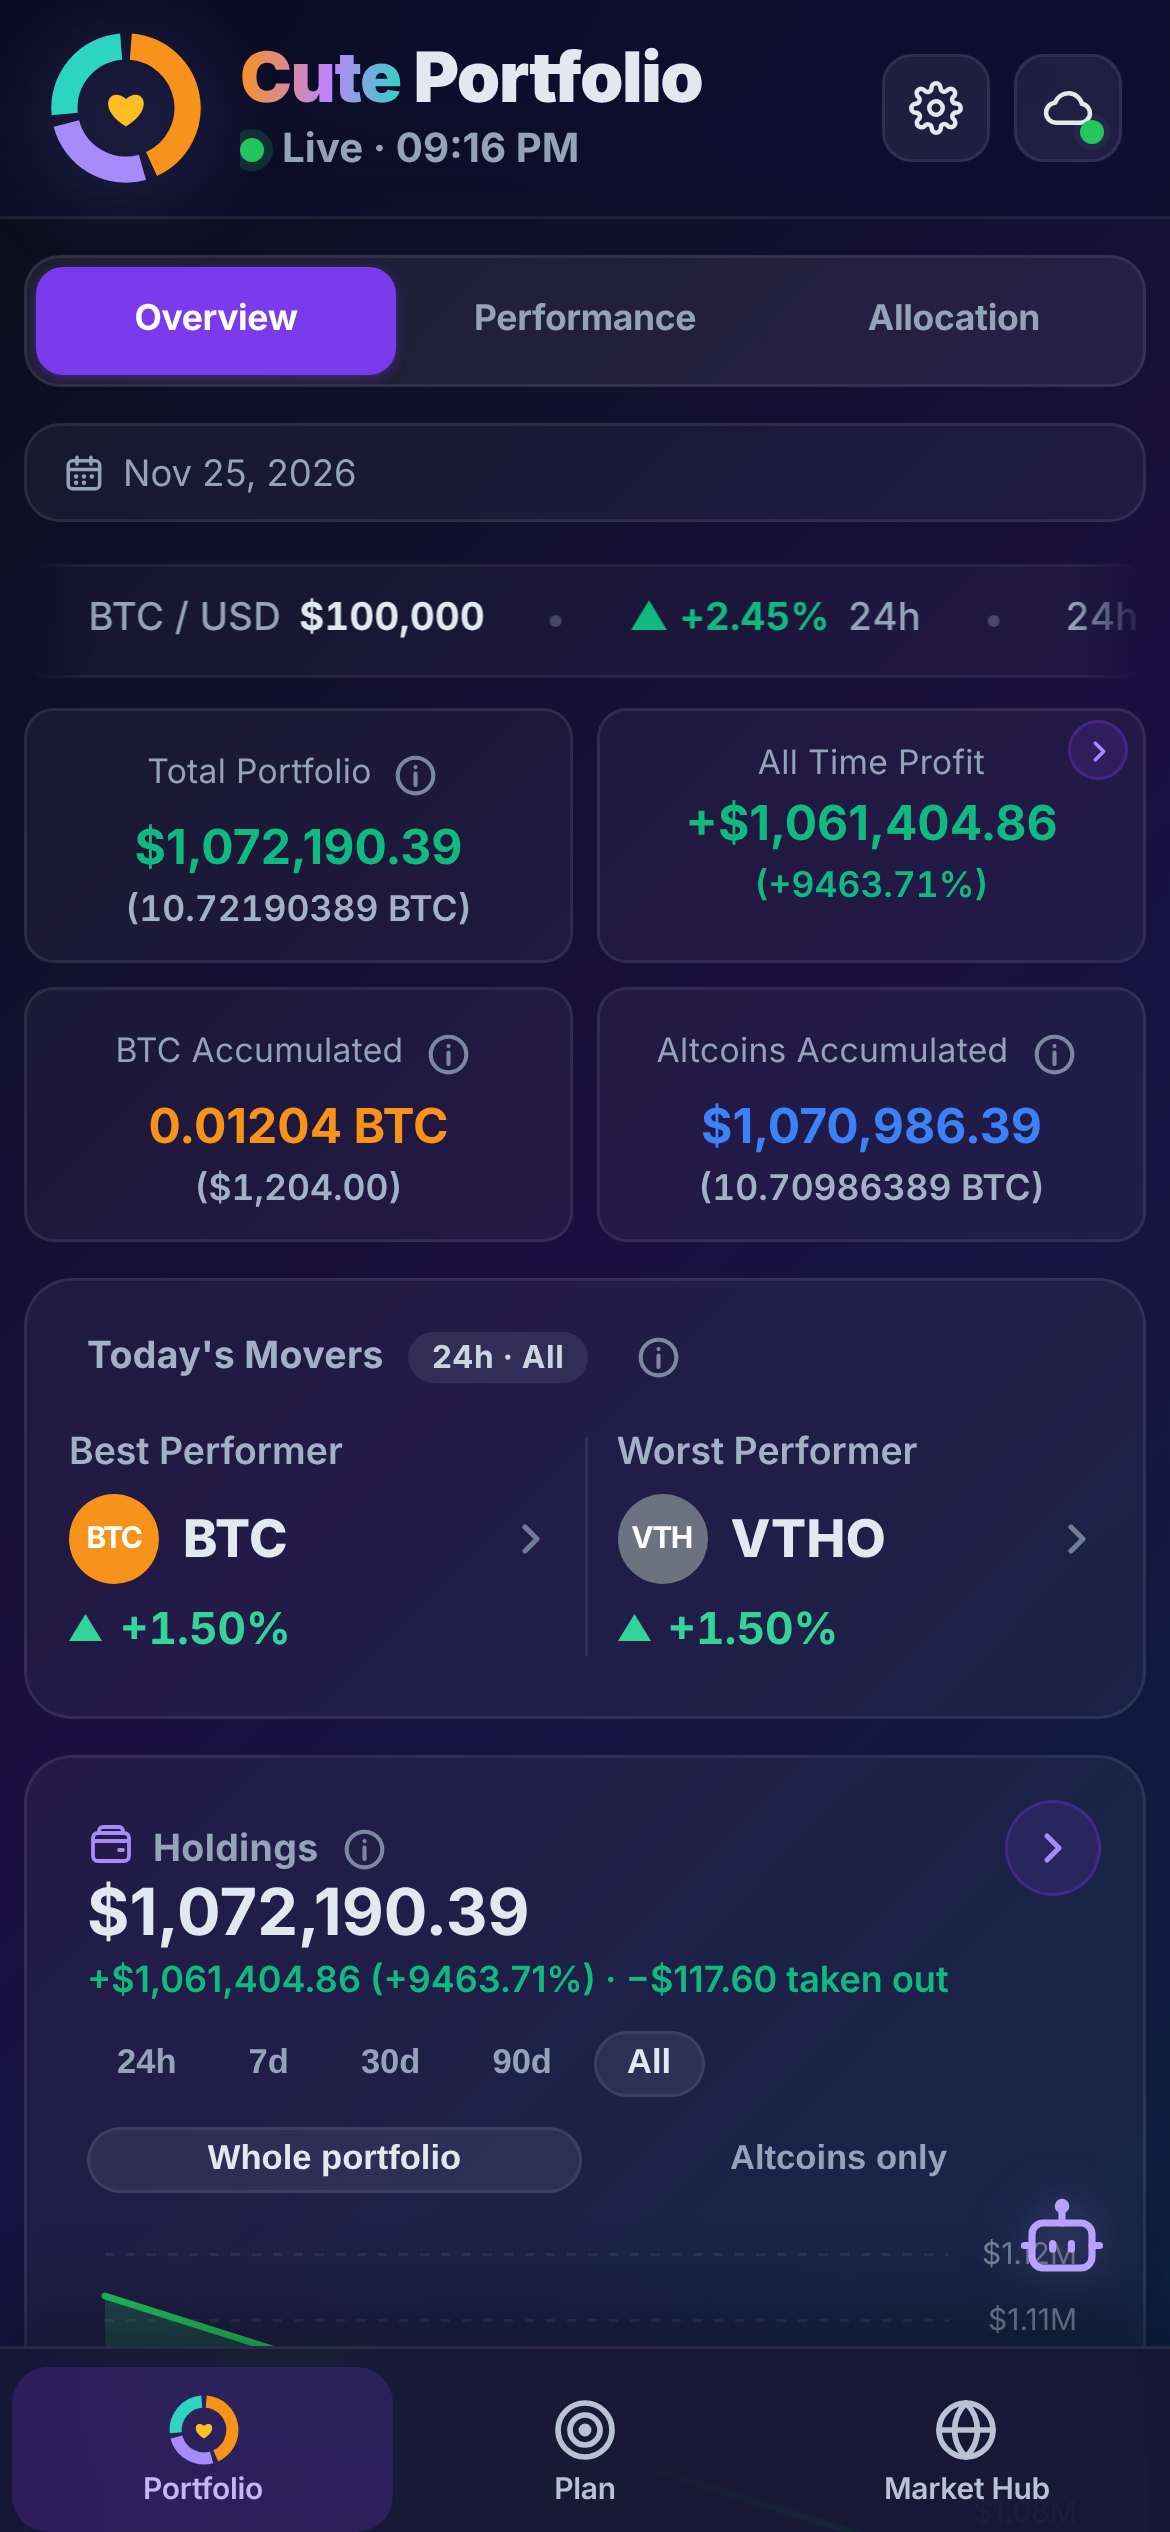 Cute Portfolio
Live · 09:16 PM
Overview
Performance
Allocation
Nov 25, 2026
BTC / USD $100,000 • ▲ +2.45% 24h • 24h
Total Portfolio
$1,072,190.39
(10.72190389 BTC)
All Time Profit
+$1,061,404.86
(+9463.71%)
BTC Accumulated
0.01204 BTC
($1,204.00)
Altcoins Accumulated
$1,070,986.39
(10.70986389 BTC)
Today's Movers
24h · All
Best Performer
BTC
BTC
▲ +1.50%
Worst Performer
VTH
VTHO
▲ +1.50%
Holdings
$1,072,190.39
+$1,061,404.86 (+9463.71%) · −$117.60 taken out
24h
7d
30d
90d
All
Whole portfolio
Altcoins only
$1.12M
$1.11M
$1.08M
Portfolio
Plan
Market Hub